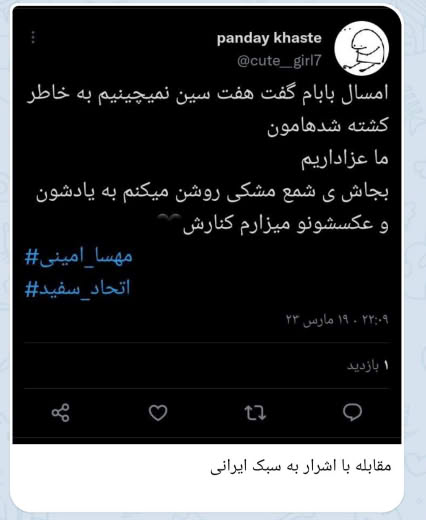 panday khaste
@cute__girl7
امسال بابام گفت هفت سین نمیچینیم به خاطر
کشته شدهامون
ما عزاداریم
بجاش ی شمع مشکی روشن میکنم به یادشون
و عکسشونو میزارم کنارش🖤
#مهسا_امینی
#اتحاد_سفید
۲۲:۰۹ . ۱۹ مارس ۲۳
۱ بازدید
مقابله با اشرار به سبک ایرانی